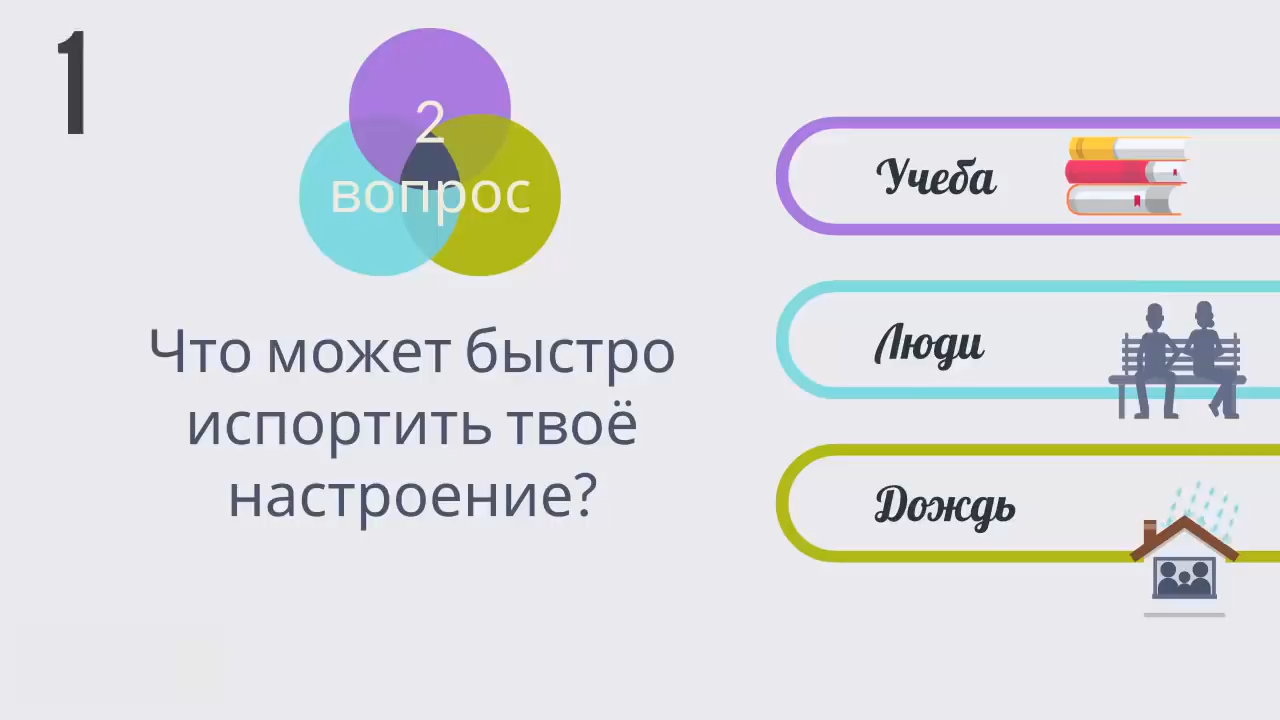 1
2
вопрос
Что может быстро
испортить твоё
настроение?
Учеба
Люди
Дождь